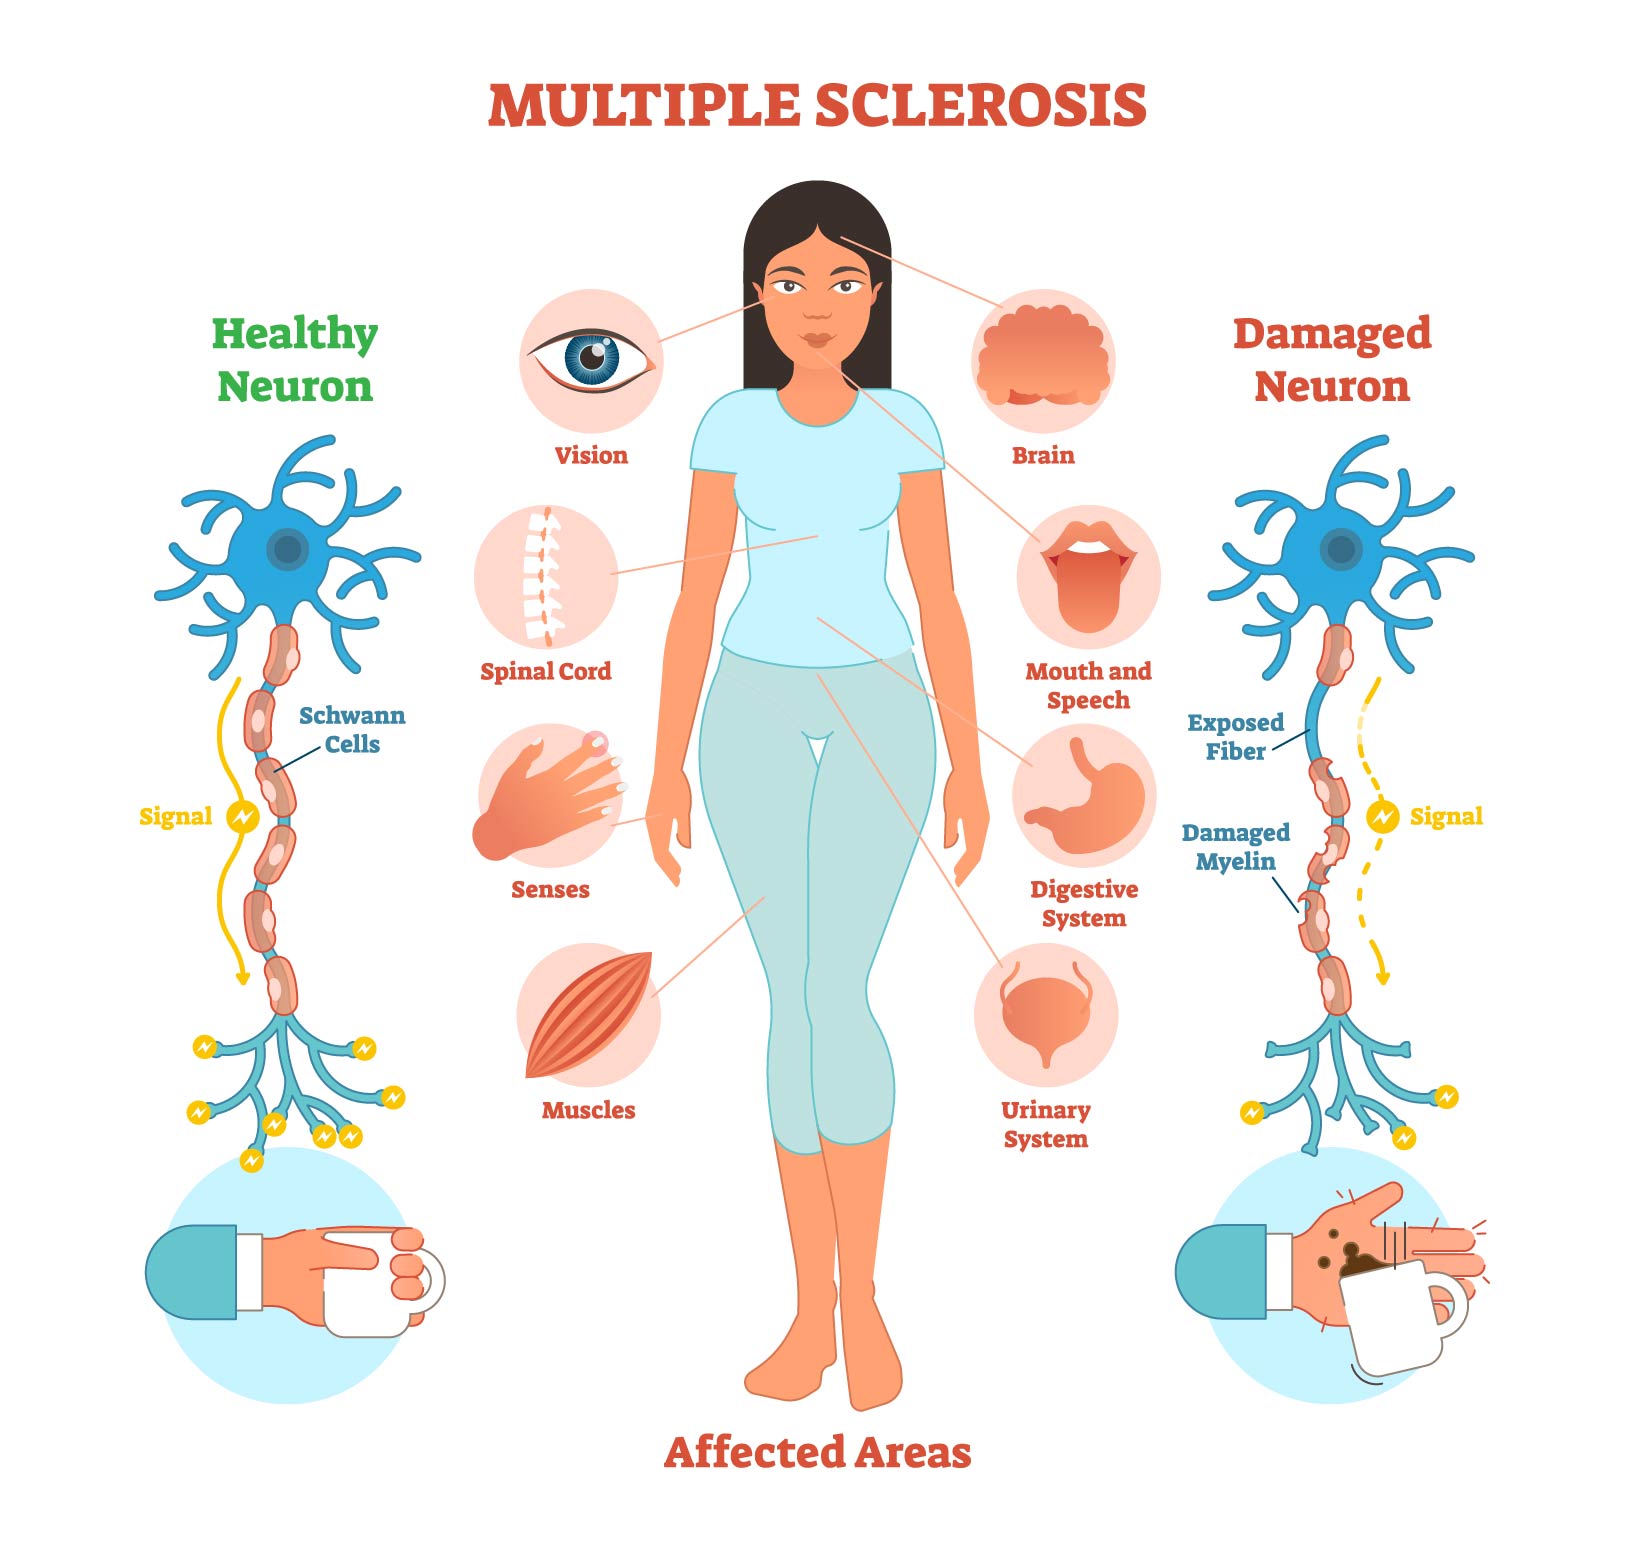 MULTIPLE SCLEROSIS
Healthy
Neuron
Schwann
Cells
Signal
Vision
Spinal Cord
Senses
Muscles
Brain
Mouth and
Speech
Digestive
System
Urinary
System
Damaged
Neuron
Exposed
Fiber
Damaged
Myelin
Signal
Affected Areas